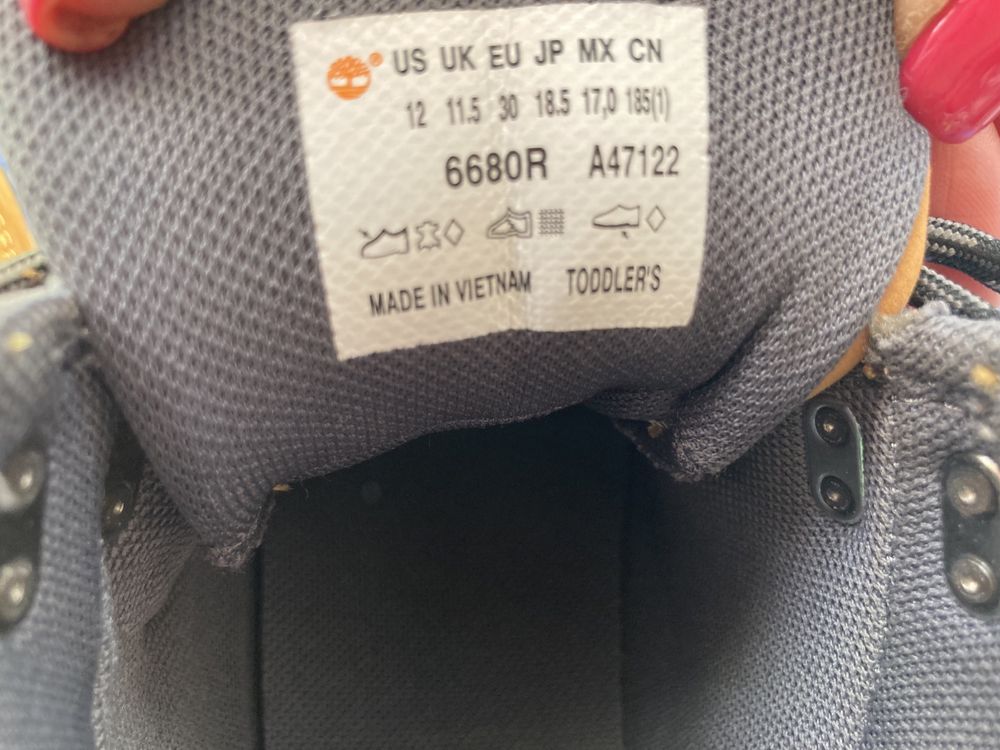 ® US UK EU JP MX CN
12 11.5 30 18.5 17,0 185(1)
6680R A47122
MADE IN VIETNAM TODDLER'S